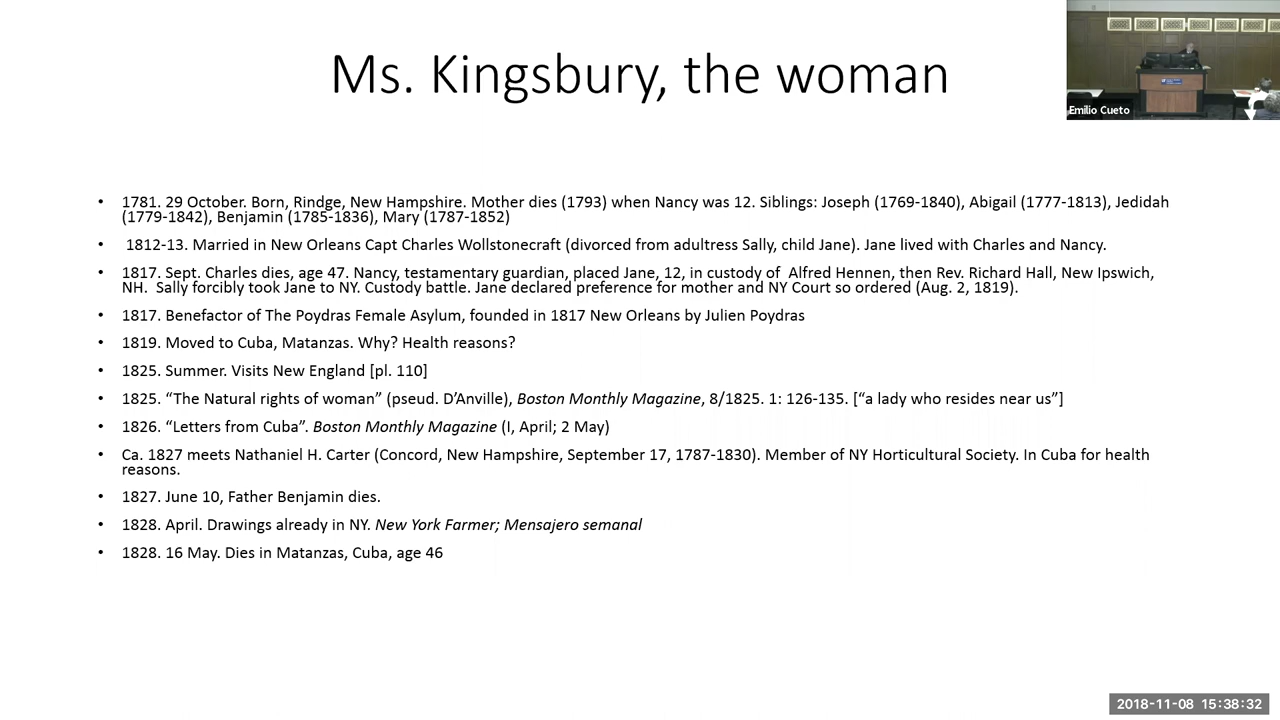 Ms. Kingsbury, the woman
Emilio Cueto
• 1781. 29 October. Born, Rindge, New Hampshire. Mother dies (1793) when Nancy was 12. Siblings: Joseph (1769-1840), Abigail (1777-1813), Jedidah
(1779-1842), Benjamin (1785-1836), Mary (1787-1852)
• 1812-13. Married in New Orleans Capt Charles Wollstonecraft (divorced from adultress Sally, child Jane). Jane lived with Charles and Nancy.
• 1817. Sept. Charles dies, age 47. Nancy, testamentary guardian, placed Jane, 12, in custody of Alfred Hennen, then Rev. Richard Hall, New Ipswich,
NH. Sally forcibly took Jane to NY. Custody battle. Jane declared preference for mother and NY Court so ordered (Aug. 2, 1819).
• 1817. Benefactor of The Poydras Female Asylum, founded in 1817 New Orleans by Julien Poydras
• 1819. Moved to Cuba, Matanzas. Why? Health reasons?
• 1825. Summer. Visits New England [pl. 110]
• 1825. “The Natural rights of woman” (pseud. D’Anville), Boston Monthly Magazine, 8/1825. 1: 126-135. [“a lady who resides near us”]
• 1826. “Letters from Cuba”. Boston Monthly Magazine (I, April; 2 May)
• Ca. 1827 meets Nathaniel H. Carter (Concord, New Hampshire, September 17, 1787-1830). Member of NY Horticultural Society. In Cuba for health
reasons.
• 1827. June 10, Father Benjamin dies.
• 1828. April. Drawings already in NY. New York Farmer; Mensajero semanal
• 1828. 16 May. Dies in Matanzas, Cuba, age 46
2018-11-08 15:38:32